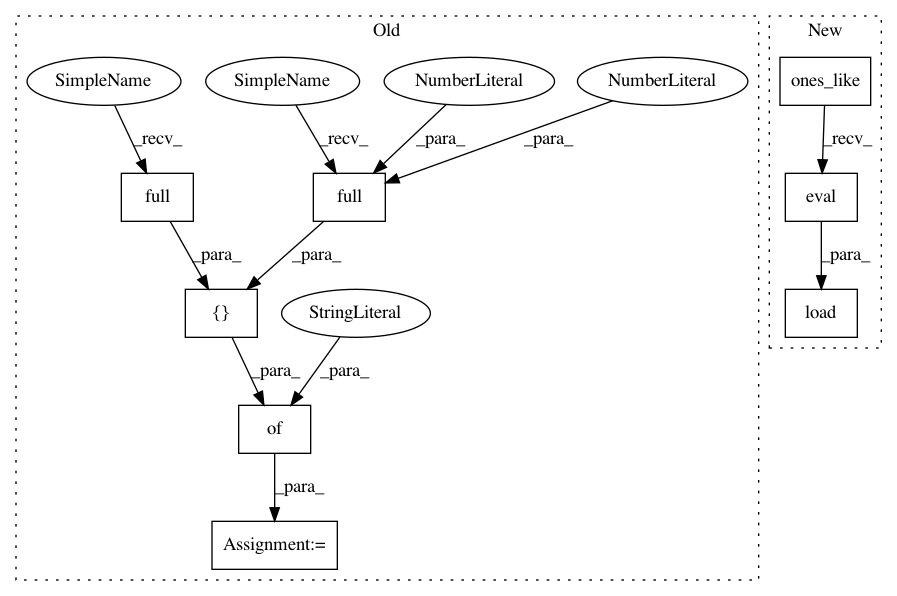 Old
New
SimpleName
SimpleName
NumberLiteral
NumberLiteral
ones_like
_recv_
_recv_
_para_
_para_
_recv_
full
full
eval
_para_
_para_
_para_
{}
StringLiteral
load
_para_
_para_
of
_para_
Assignment:=